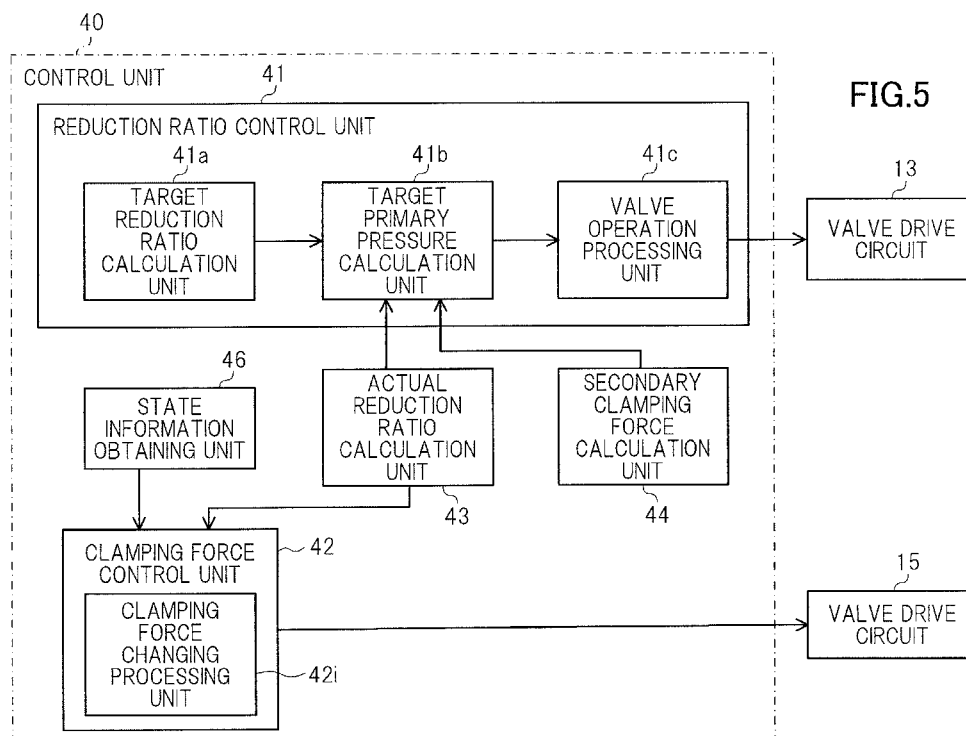 40
CONTROL UNIT
41
FIG.5
REDUCTION RATIO CONTROL UNIT
41a
TARGET
REDUCTION
RATIO
CALCULATION
UNIT
41b
TARGET
PRIMARY
PRESSURE
CALCULATION
UNIT
41c
VALVE
OPERATION
PROCESSING
UNIT
13
VALVE DRIVE
CIRCUIT
46
STATE
INFORMATION
OBTAINING UNIT
ACTUAL
REDUCTION
RATIO
CALCULATION
UNIT
43
SECONDARY
CLAMPING
FORCE
CALCULATION
UNIT
44
CLAMPING FORCE
CONTROL UNIT
42
CLAMPING
FORCE
CHANGING
PROCESSING
UNIT
42i
15
VALVE DRIVE
CIRCUIT